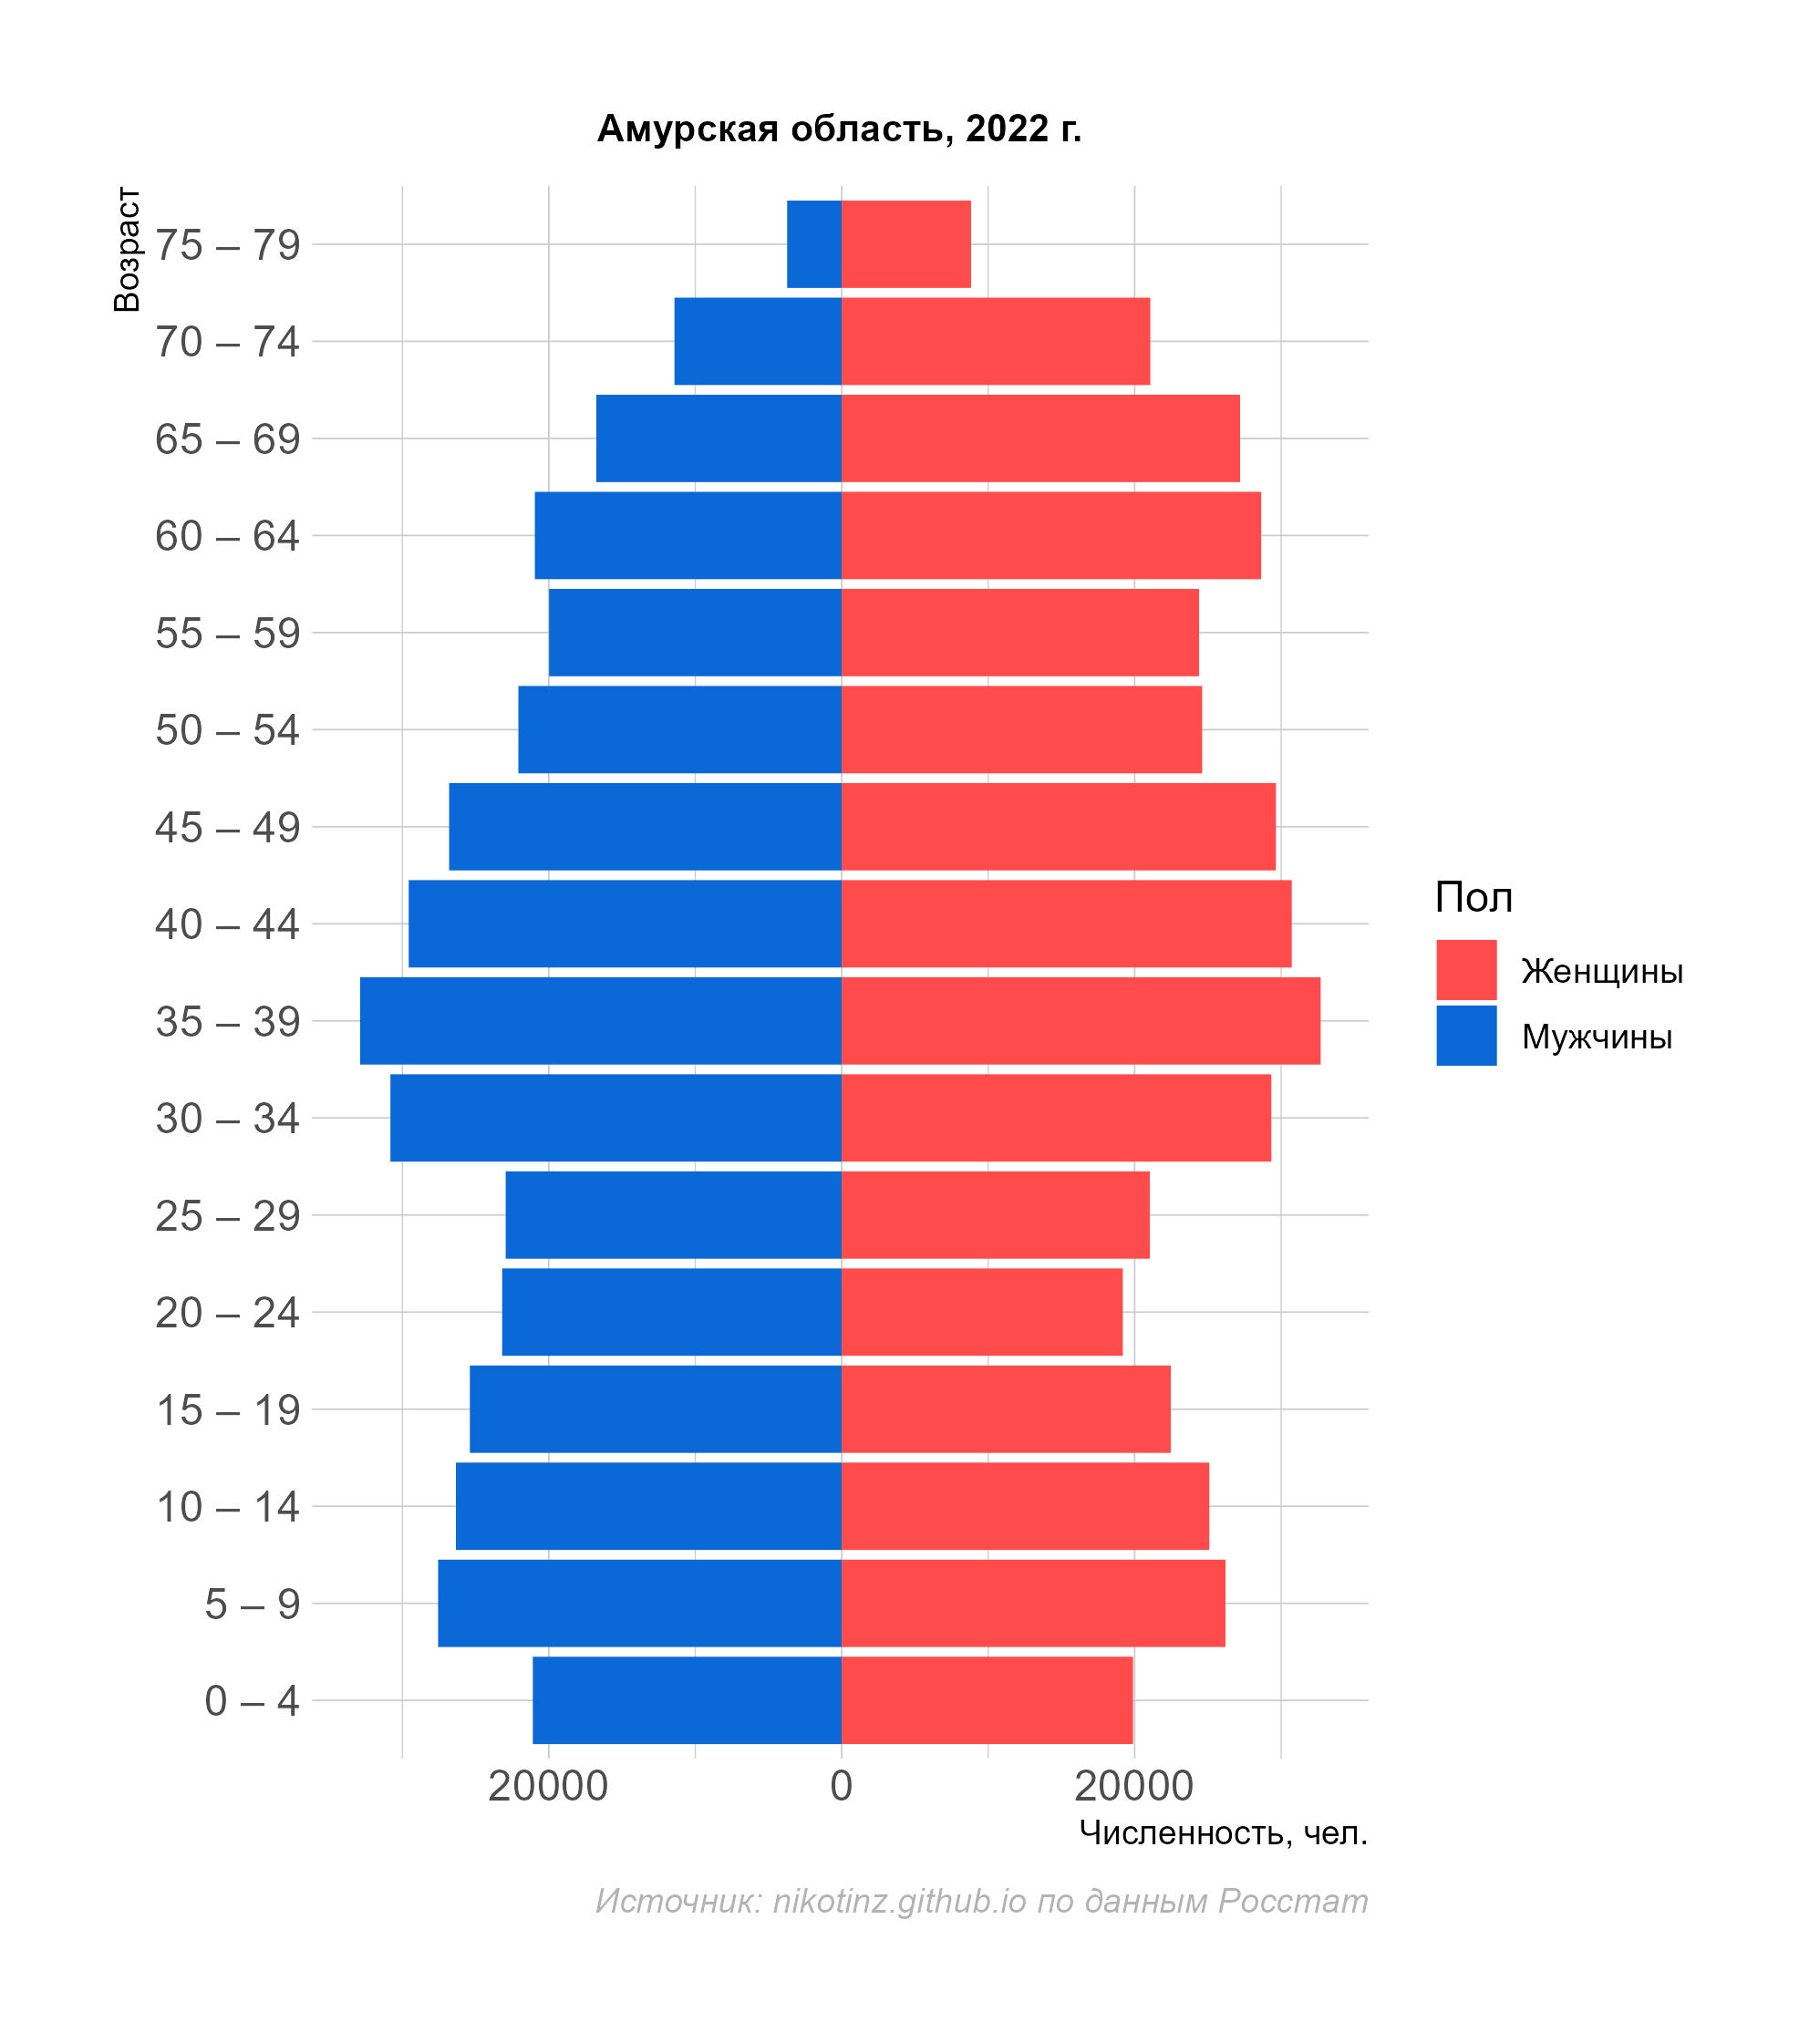 Амурская область, 2022 г.
Возраст
75 – 79
70 – 74
65 – 69
60 – 64
55 – 59
50 – 54
45 – 49
40 – 44
35 – 39
30 – 34
25 – 29
20 – 24
15 – 19
10 – 14
5 – 9
0 – 4
20000 0 20000
Численность, чел.
Пол
Женщины
Мужчины
Источник: nikotinz.github.io по данным Росстат